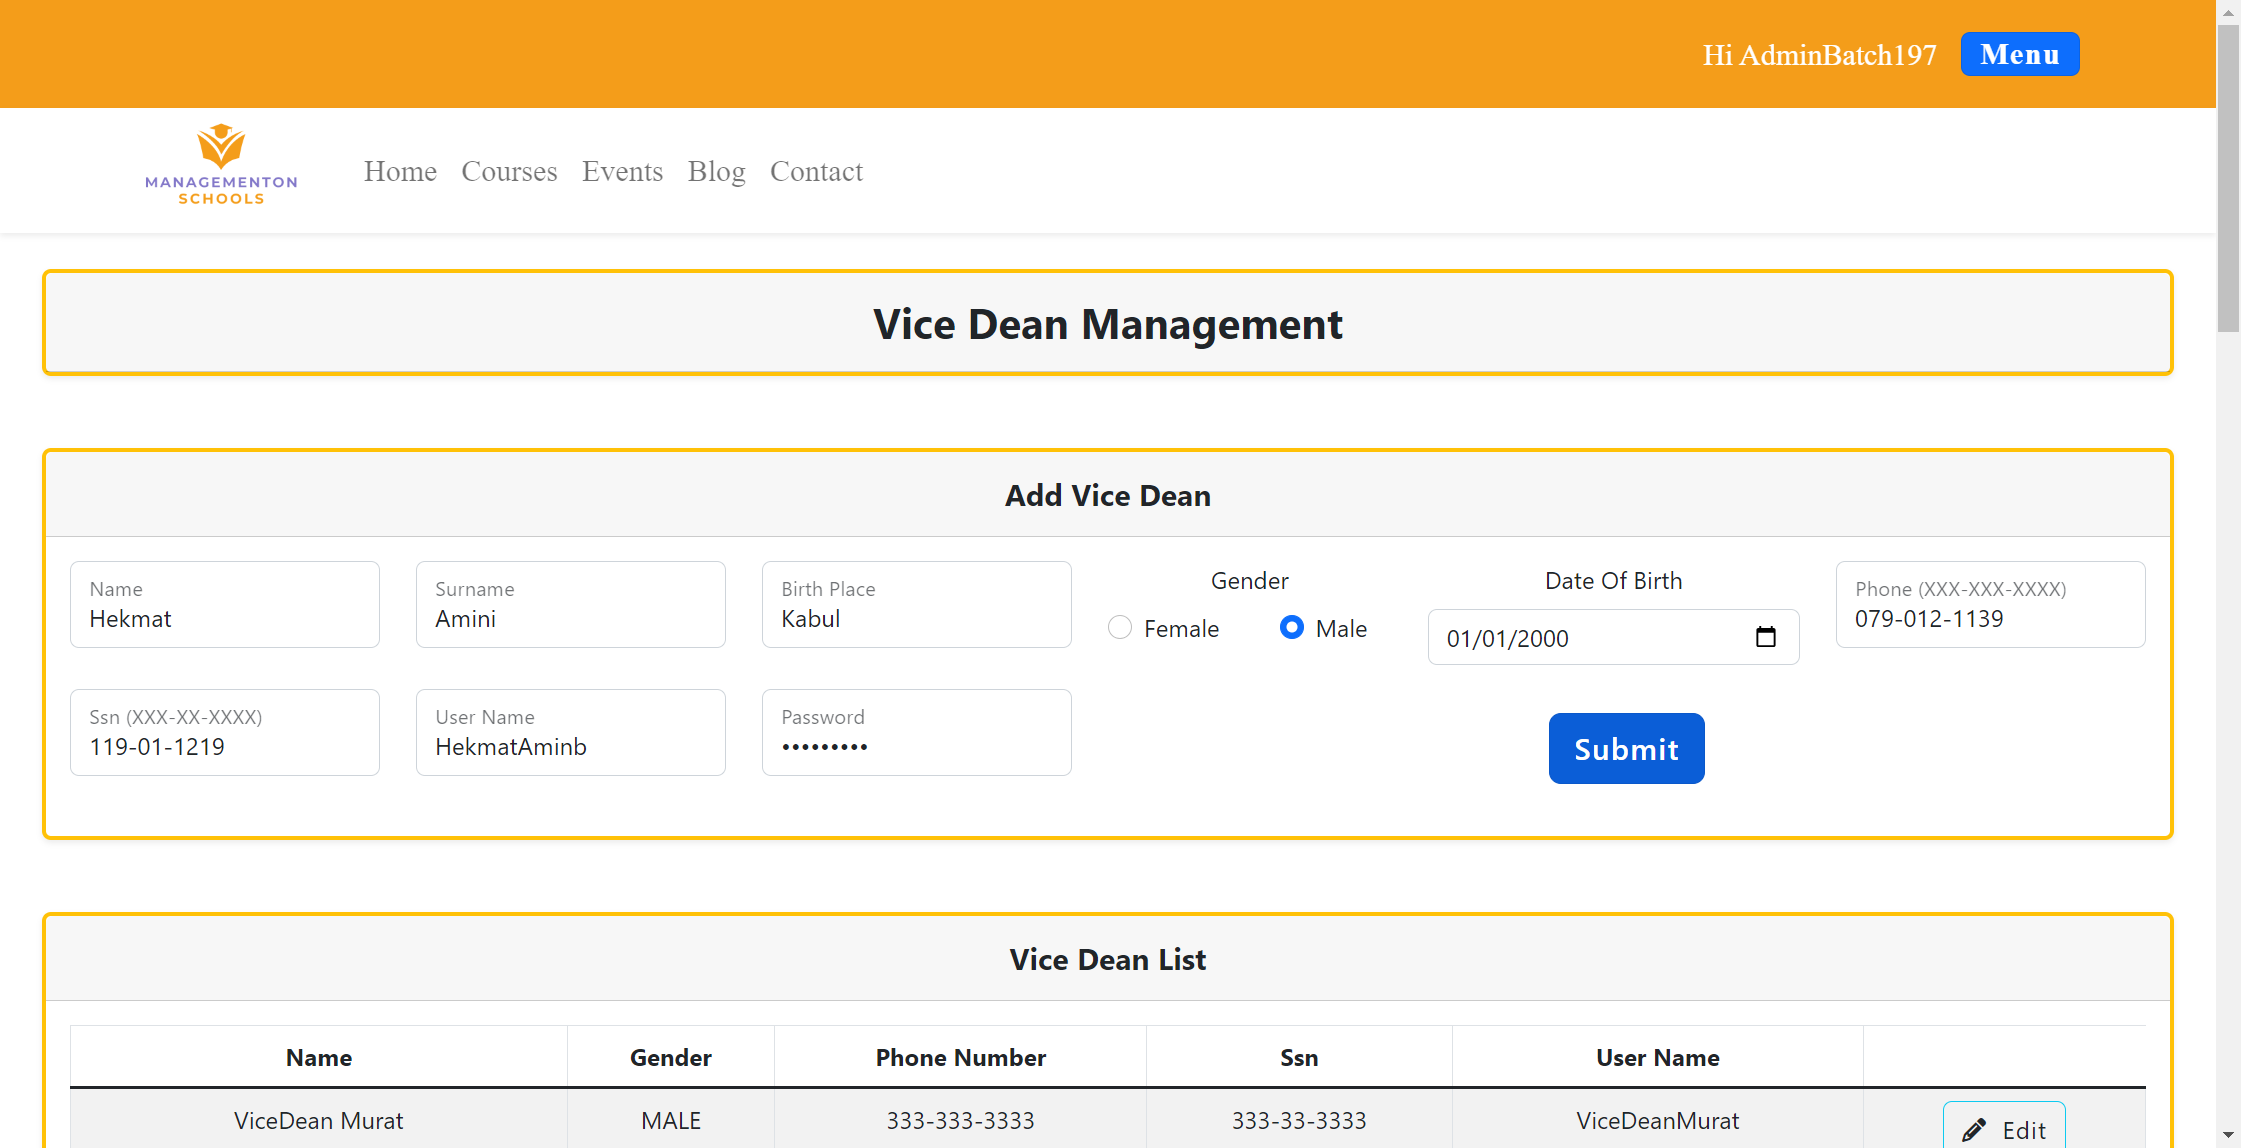 Hi AdminBatch197 Menu
MANAGEMENTON
SCHOOLS
Home Courses Events Blog Contact
Vice Dean Management
Add Vice Dean
Name
Hekmat
Surname
Amini
Birth Place
Kabul
Gender
Female Male
Date Of Birth
01/01/2000
Phone (XXX-XXX-XXXX)
079-012-1139
Ssn (XXX-XX-XXXX)
119-01-1219
User Name
HekmatAminb
Password
•••••••••
Submit
Vice Dean List
Name Gender Phone Number Ssn User Name
ViceDean Murat MALE 333-333-3333 333-33-3333 ViceDeanMurat Edit